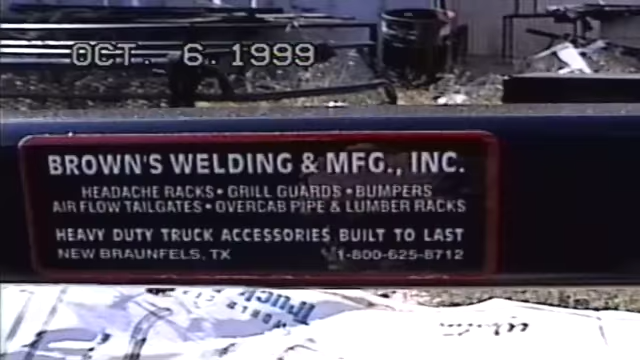 OCT. 6. 1999
BROWN'S WELDING & MFG., INC.
HEADACHE RACKS • GRILL GUARDS • BUMPERS
AIR FLOW TAILGATES • OVERCAB PIPE & LUMBER RACKS
HEAVY DUTY TRUCK ACCESSORIES BUILT TO LAST
NEW BRAUNFELS, TX 1-800-625-8712